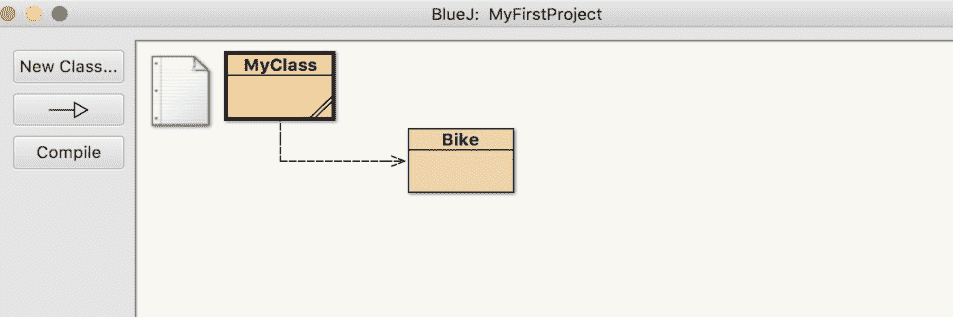 BlueJ: MyFirstProject
New Class...
Compile
MyClass
Bike